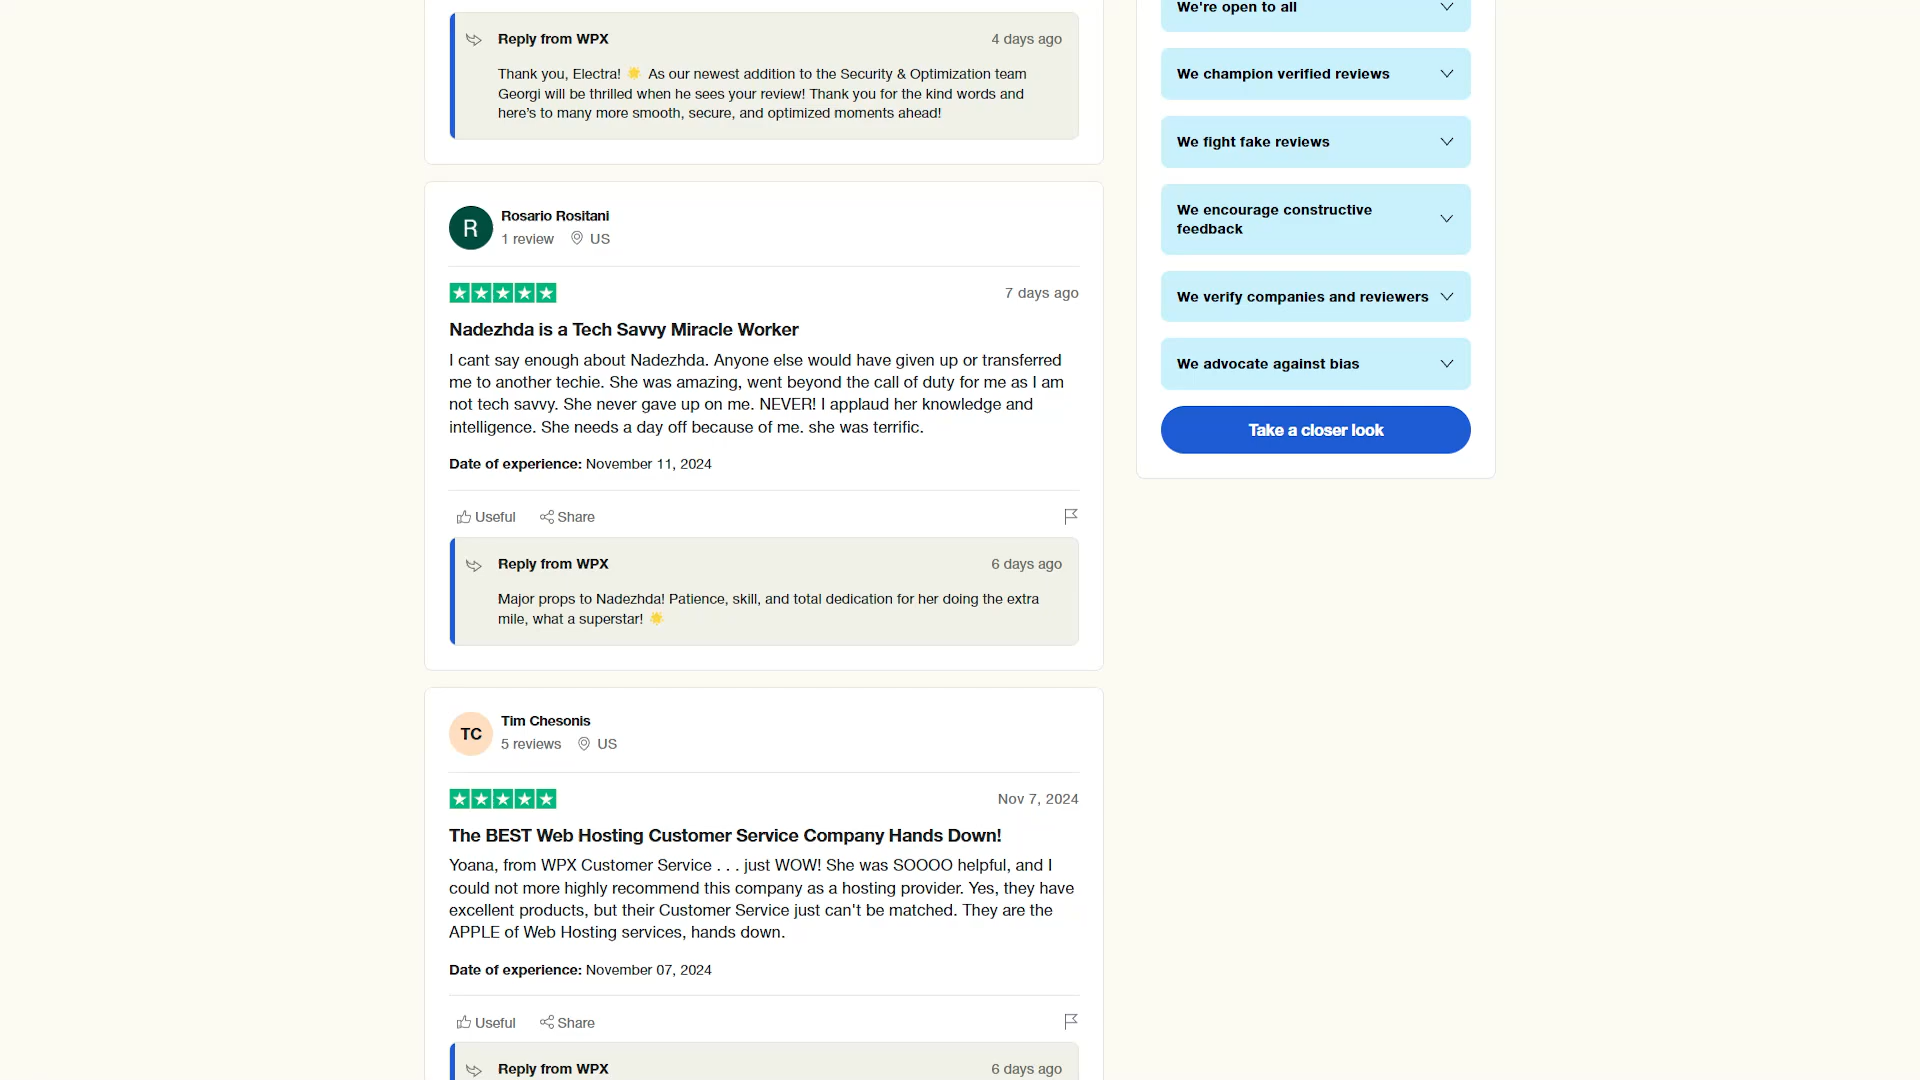 Reply from WPX
4 days ago
Thank you, Electra! 🌟 As our newest addition to the Security & Optimization team
Georgi will be thrilled when he sees your review! Thank you for the kind words and
here’s to many more smooth, secure, and optimized moments ahead!
R
Rosario Rositani
1 review US
7 days ago
Nadezhda is a Tech Savvy Miracle Worker
I cant say enough about Nadezhda. Anyone else would have given up or transferred
me to another techie. She was amazing, went beyond the call of duty for me as I am
not tech savvy. She never gave up on me. NEVER! I applaud her knowledge and
intelligence. She needs a day off because of me. she was terrific.
Date of experience: November 11, 2024
Useful Share
Reply from WPX
6 days ago
Major props to Nadezhda! Patience, skill, and total dedication for her doing the extra
mile, what a superstar! 🌟
TC
Tim Chesonis
5 reviews US
Nov 7, 2024
The BEST Web Hosting Customer Service Company Hands Down!
Yoana, from WPX Customer Service . . . just WOW! She was SOOOO helpful, and I
could not more highly recommend this company as a hosting provider. Yes, they have
excellent products, but their Customer Service just can't be matched. They are the
APPLE of Web Hosting services, hands down.
Date of experience: November 07, 2024
Useful Share
Reply from WPX
6 days ago
We're open to all
We champion verified reviews
We fight fake reviews
We encourage constructive
feedback
We verify companies and reviewers
We advocate against bias
Take a closer look